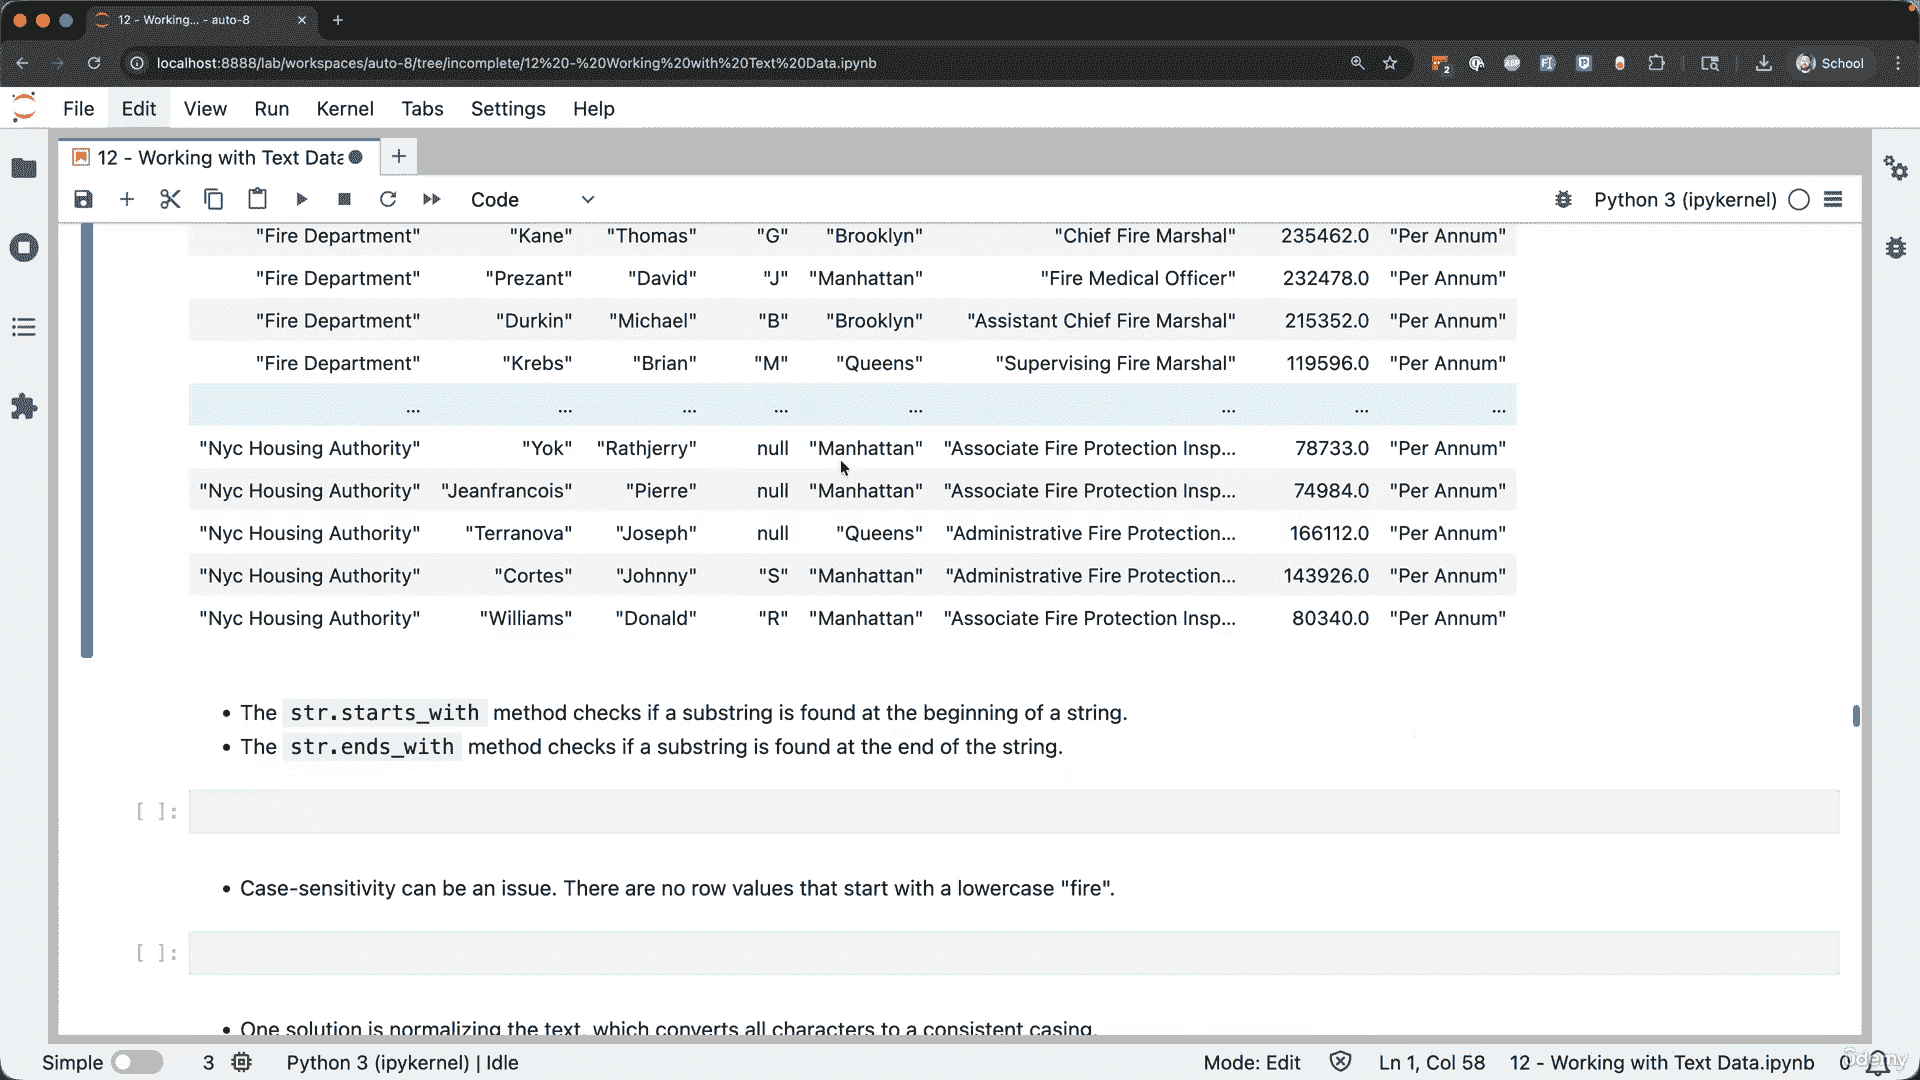 12 - Working... - auto-8
localhost:8888/lab/workspaces/auto-8/tree/incomplete/12%20-%20Working%20with%20Text%20Data.ipynb
2
ABP
School
File Edit View Run Kernel Tabs Settings Help
12 - Working with Text Data
Code
Python 3 (ipykernel)
"Fire Department" "Kane" "Thomas" "G" "Brooklyn" "Chief Fire Marshal" 235462.0 "Per Annum"
"Fire Department" "Prezant" "David" "J" "Manhattan" "Fire Medical Officer" 232478.0 "Per Annum"
"Fire Department" "Durkin" "Michael" "B" "Brooklyn" "Assistant Chief Fire Marshal" 215352.0 "Per Annum"
"Fire Department" "Krebs" "Brian" "M" "Queens" "Supervising Fire Marshal" 119596.0 "Per Annum"
... ... ... ... ... ... ... ...
"Nyc Housing Authority" "Yok" "Rathjerry" null "Manhattan" "Associate Fire Protection Insp... 78733.0 "Per Annum"
"Nyc Housing Authority" "Jeanfrancois" "Pierre" null "Manhattan" "Associate Fire Protection Insp... 74984.0 "Per Annum"
"Nyc Housing Authority" "Terranova" "Joseph" null "Queens" "Administrative Fire Protection... 166112.0 "Per Annum"
"Nyc Housing Authority" "Cortes" "Johnny" "S" "Manhattan" "Administrative Fire Protection... 143926.0 "Per Annum"
"Nyc Housing Authority" "Williams" "Donald" "R" "Manhattan" "Associate Fire Protection Insp... 80340.0 "Per Annum"
• The str.starts_with method checks if a substring is found at the beginning of a string.
• The str.ends_with method checks if a substring is found at the end of the string.
[ ]:
• Case-sensitivity can be an issue. There are no row values that start with a lowercase "fire".
[ ]:
• One solution is normalizing the text, which converts all characters to a consistent casing.
Simple 3 Python 3 (ipykernel) | Idle Mode: Edit Ln 1, Col 58 12 - Working with Text Data.ipynb 0
udemy